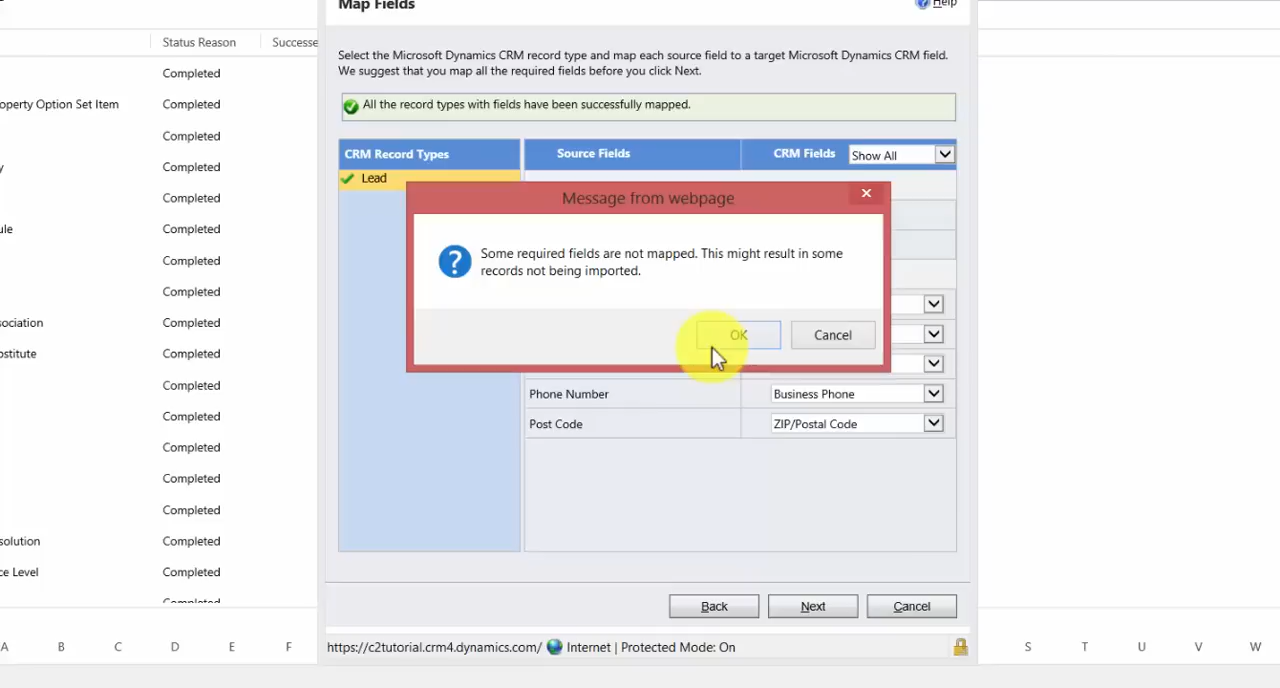 Map Fields
Help
Status Reason
Successe
Select the Microsoft Dynamics CRM record type and map each source field to a target Microsoft Dynamics CRM field.
We suggest that you map all the required fields before you click Next.
Completed
operty Option Set Item
Completed
All the record types with fields have been successfully mapped.
Completed
CRM Record Types
Source Fields
CRM Fields
Show All
y
Completed
Lead
Completed
Message from webpage
ule
Completed
Some required fields are not mapped. This might result in some
records not being imported.
Completed
Completed
sociation
Completed
OK
Cancel
stitute
Completed
Completed
Phone Number
Business Phone
Completed
Post Code
ZIP/Postal Code
Completed
Completed
Completed
solution
Completed
ce Level
Completed
Completed
Back
Next
Cancel
A B C D E F
https://c2tutorial.crm4.dynamics.com/
Internet | Protected Mode: On
S T U V W